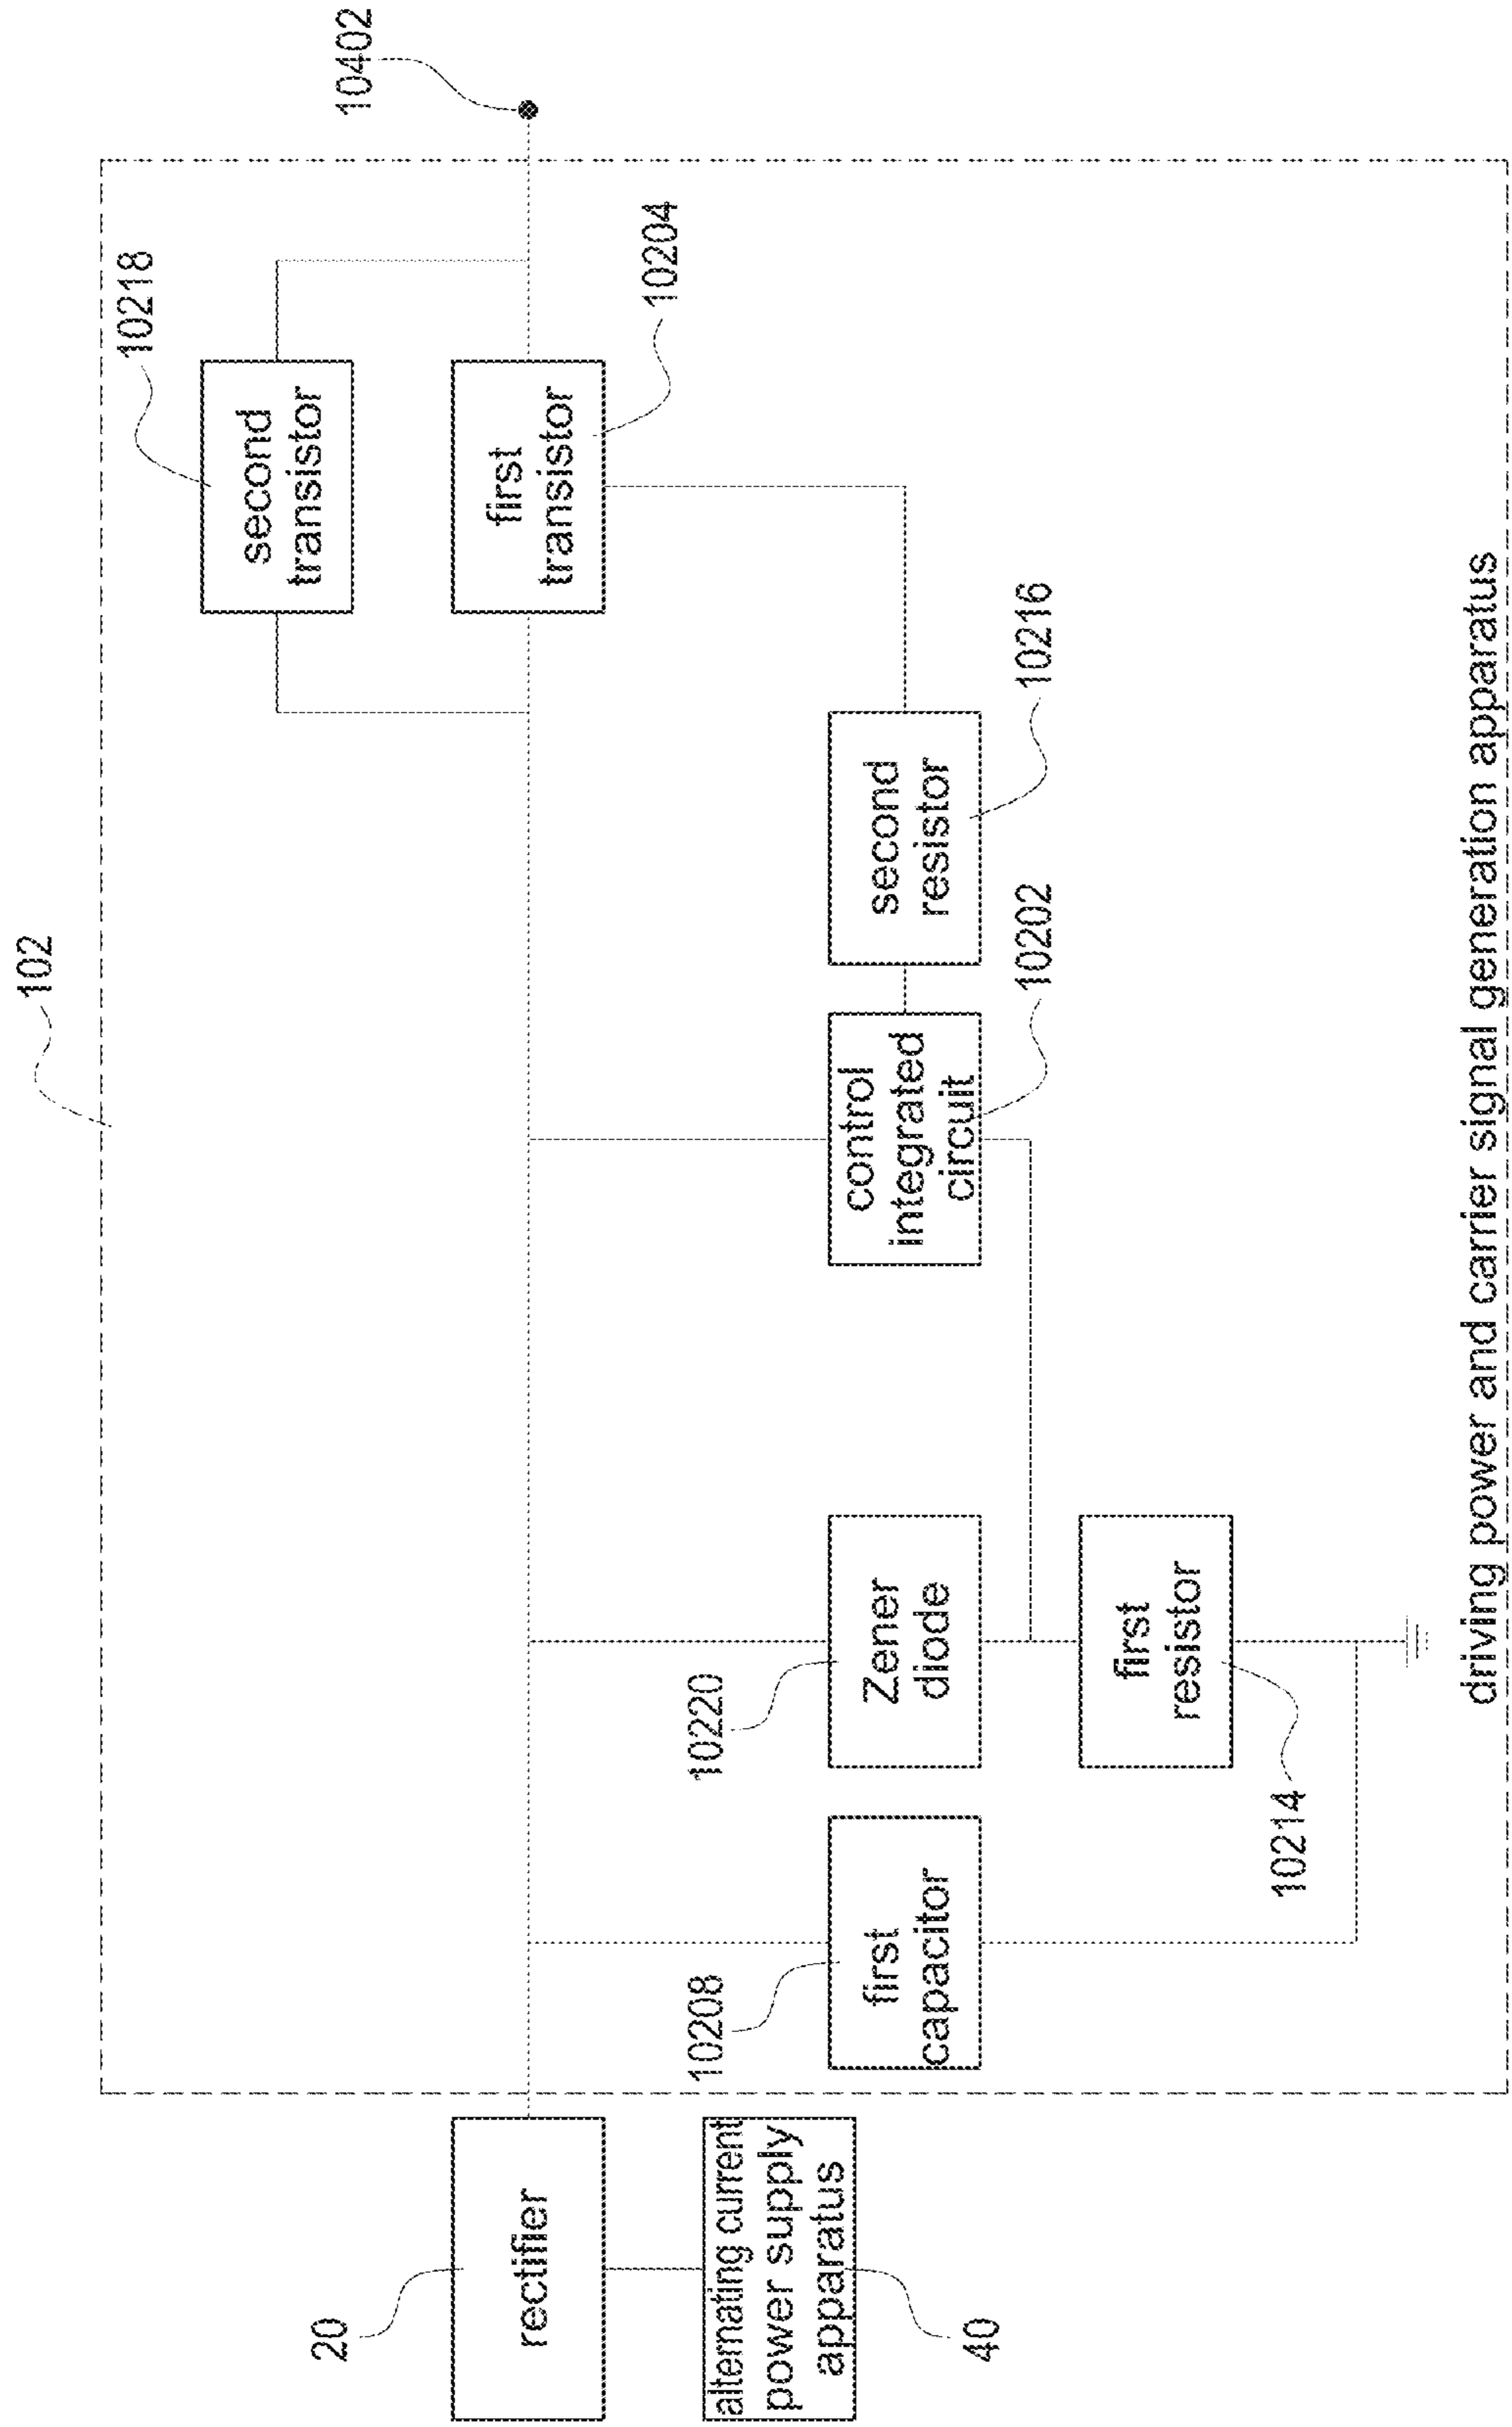 102
10402
10218
second
transistor
first
transistor
10204
20
rectifier
alternating current
power supply
apparatus
40
10208
first
capacitor
10220
Zener
diode
first
resistor
10214
control
integrated
circuit
10202
second
resistor
10216
driving power and carrier signal generation apparatus